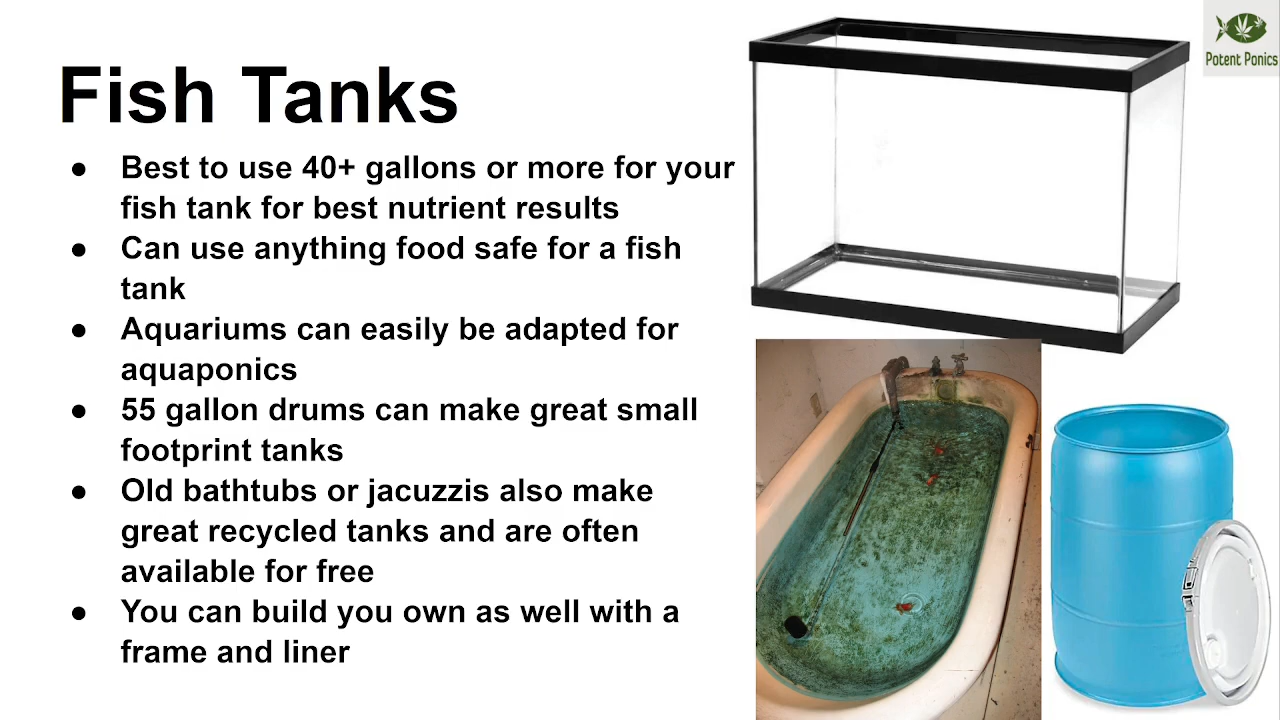 Potent Ponics
Fish Tanks
● Best to use 40+ gallons or more for your
fish tank for best nutrient results
● Can use anything food safe for a fish
tank
● Aquariums can easily be adapted for
aquaponics
● 55 gallon drums can make great small
footprint tanks
● Old bathtubs or jacuzzis also make
great recycled tanks and are often
available for free
● You can build you own as well with a
frame and liner